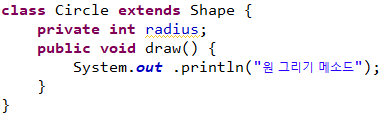 class Circle extends Shape {
    private int radius;
    public void draw() {
        System.out .println("원 그리기 메소드");
    }
}